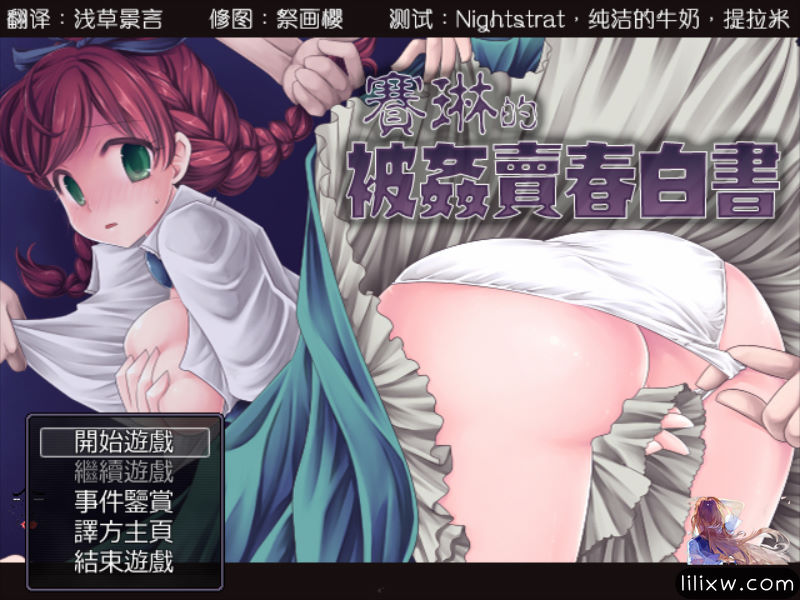 翻译：浅草景言 修图：祭画樱 测试：Nightstrat，纯洁的牛奶，提拉米
賽琳的
被姦賣春白書
開始遊戲
繼續遊戲
事件鑒賞
譯方主頁
結束遊戲
lilixw.com